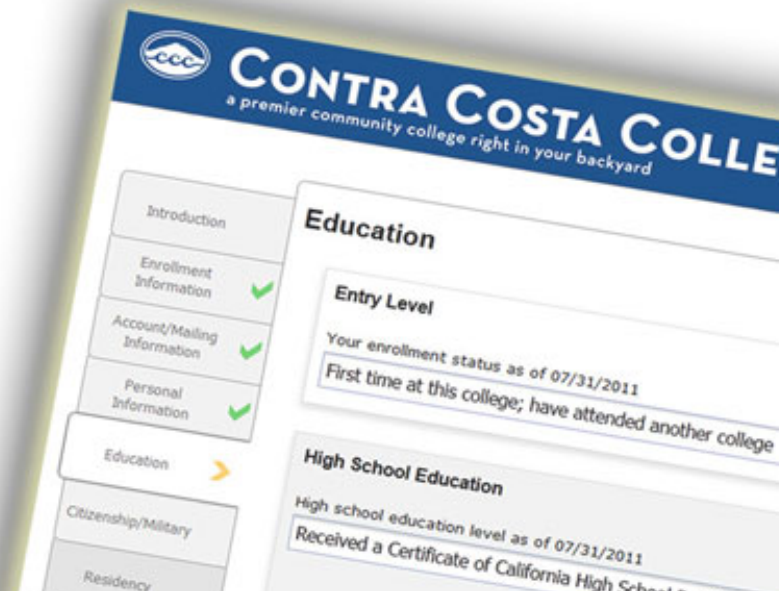 ccc
CONTRA COSTA COLLE
a premier community college right in your backyard
Introduction
Enrollment
Information
Account/Mailing
Information
Personal
Information
Education
Citizenship/Military
Residency
Education
Entry Level
Your enrollment status as of 07/31/2011
First time at this college; have attended another college
High School Education
High school education level as of 07/31/2011
Received a Certificate of California High School